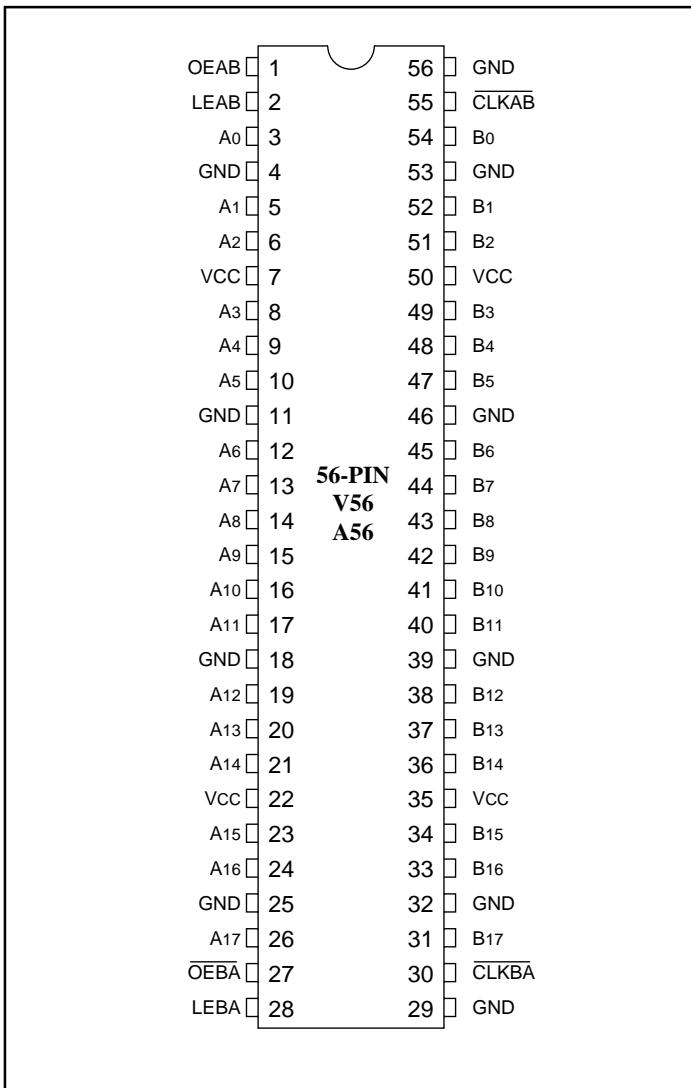 OEAB 1 56 GND
LEAB 2 55 CLKAB
A0 3 54 B0
GND 4 53 GND
A1 5 52 B1
A2 6 51 B2
VCC 7 50 VCC
A3 8 49 B3
A4 9 48 B4
A5 10 47 B5
GND 11 46 GND
A6 12 45 B6
56-PIN
A7 13 44 B7
V56
A8 14 43 B8
A56
A9 15 42 B9
A10 16 41 B10
A11 17 40 B11
GND 18 39 GND
A12 19 38 B12
A13 20 37 B13
A14 21 36 B14
VCC 22 35 VCC
A15 23 34 B15
A16 24 33 B16
GND 25 32 GND
A17 26 31 B17
OEBA 27 30 CLKBA
LEBA 28 29 GND